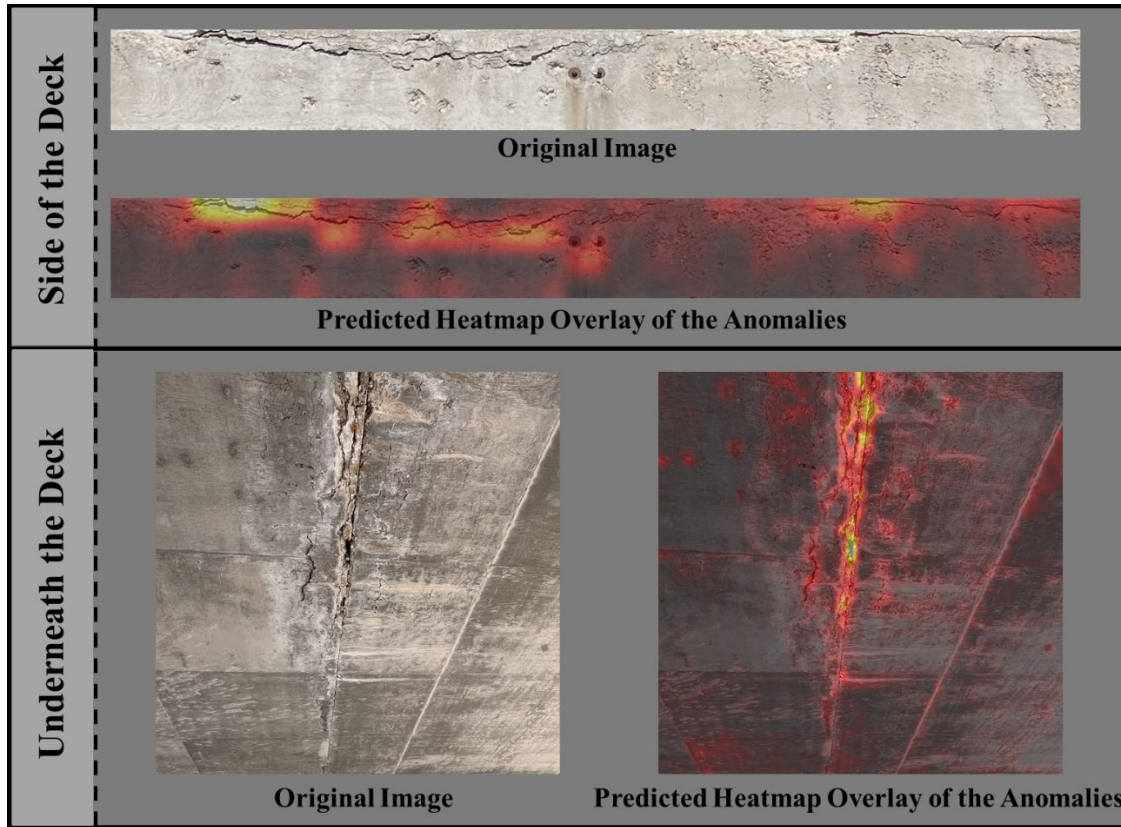 Side of the Deck
Original Image
Predicted Heatmap Overlay of the Anomalies
Underneath the Deck
Original Image
Predicted Heatmap Overlay of the Anomalies